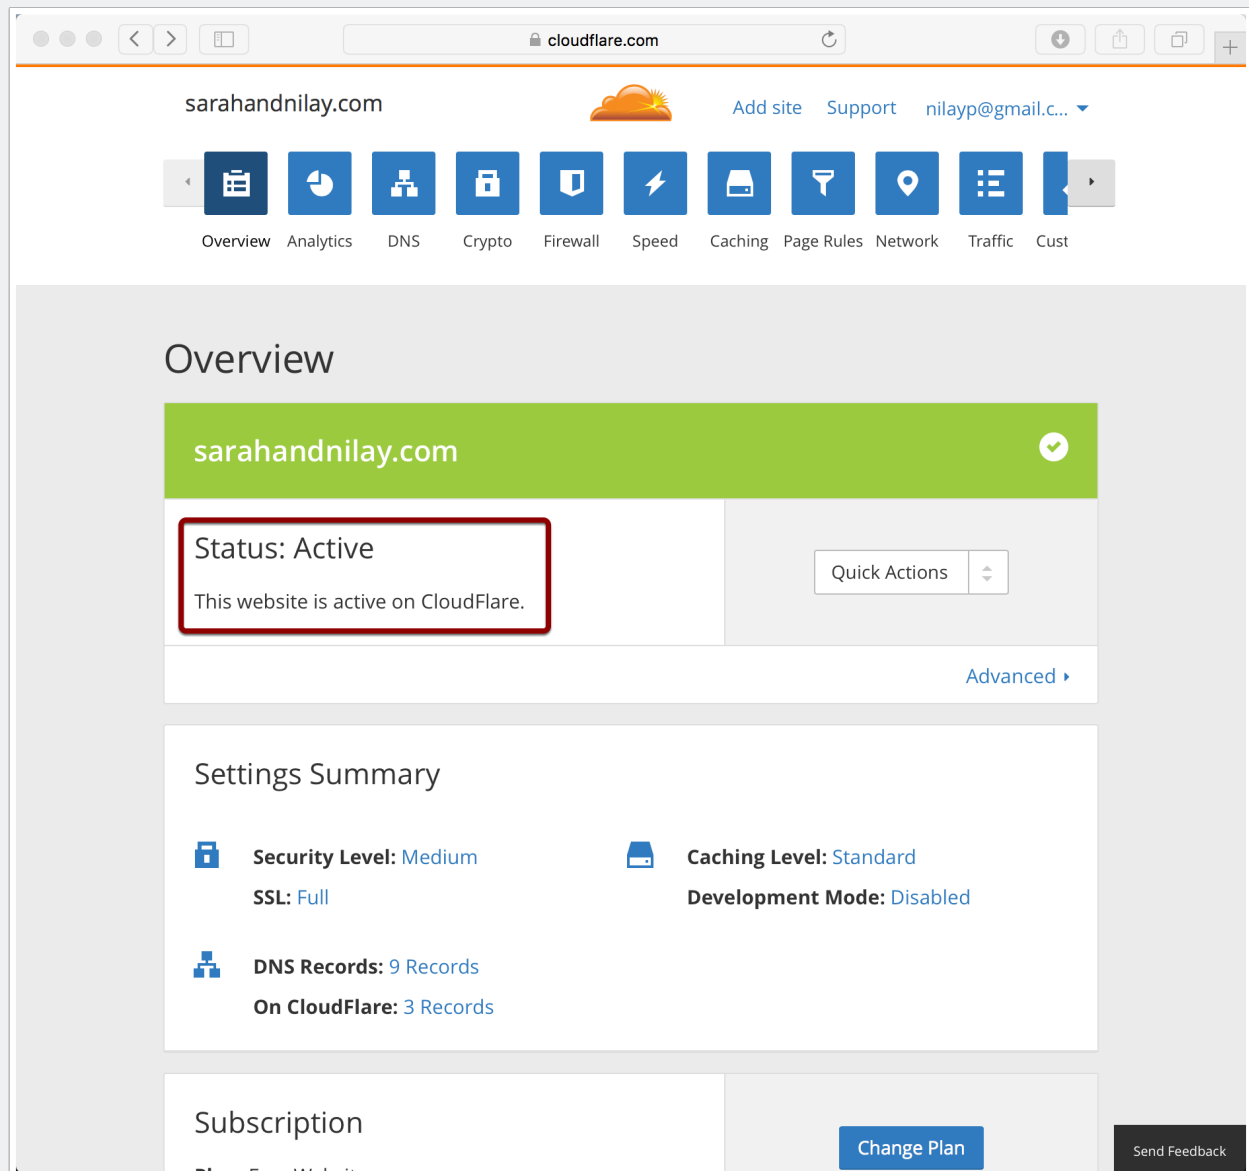 cloudflare.com
sarahandnilay.com
Add site Support nilayp@gmail.c...
Overview Analytics DNS Crypto Firewall Speed Caching Page Rules Network Traffic Cust
Overview
sarahandnilay.com
Status: Active
This website is active on CloudFlare.
Quick Actions
Advanced
Settings Summary
Security Level: Medium
SSL: Full
Caching Level: Standard
Development Mode: Disabled
DNS Records: 9 Records
On CloudFlare: 3 Records
Subscription
Change Plan
Send Feedback